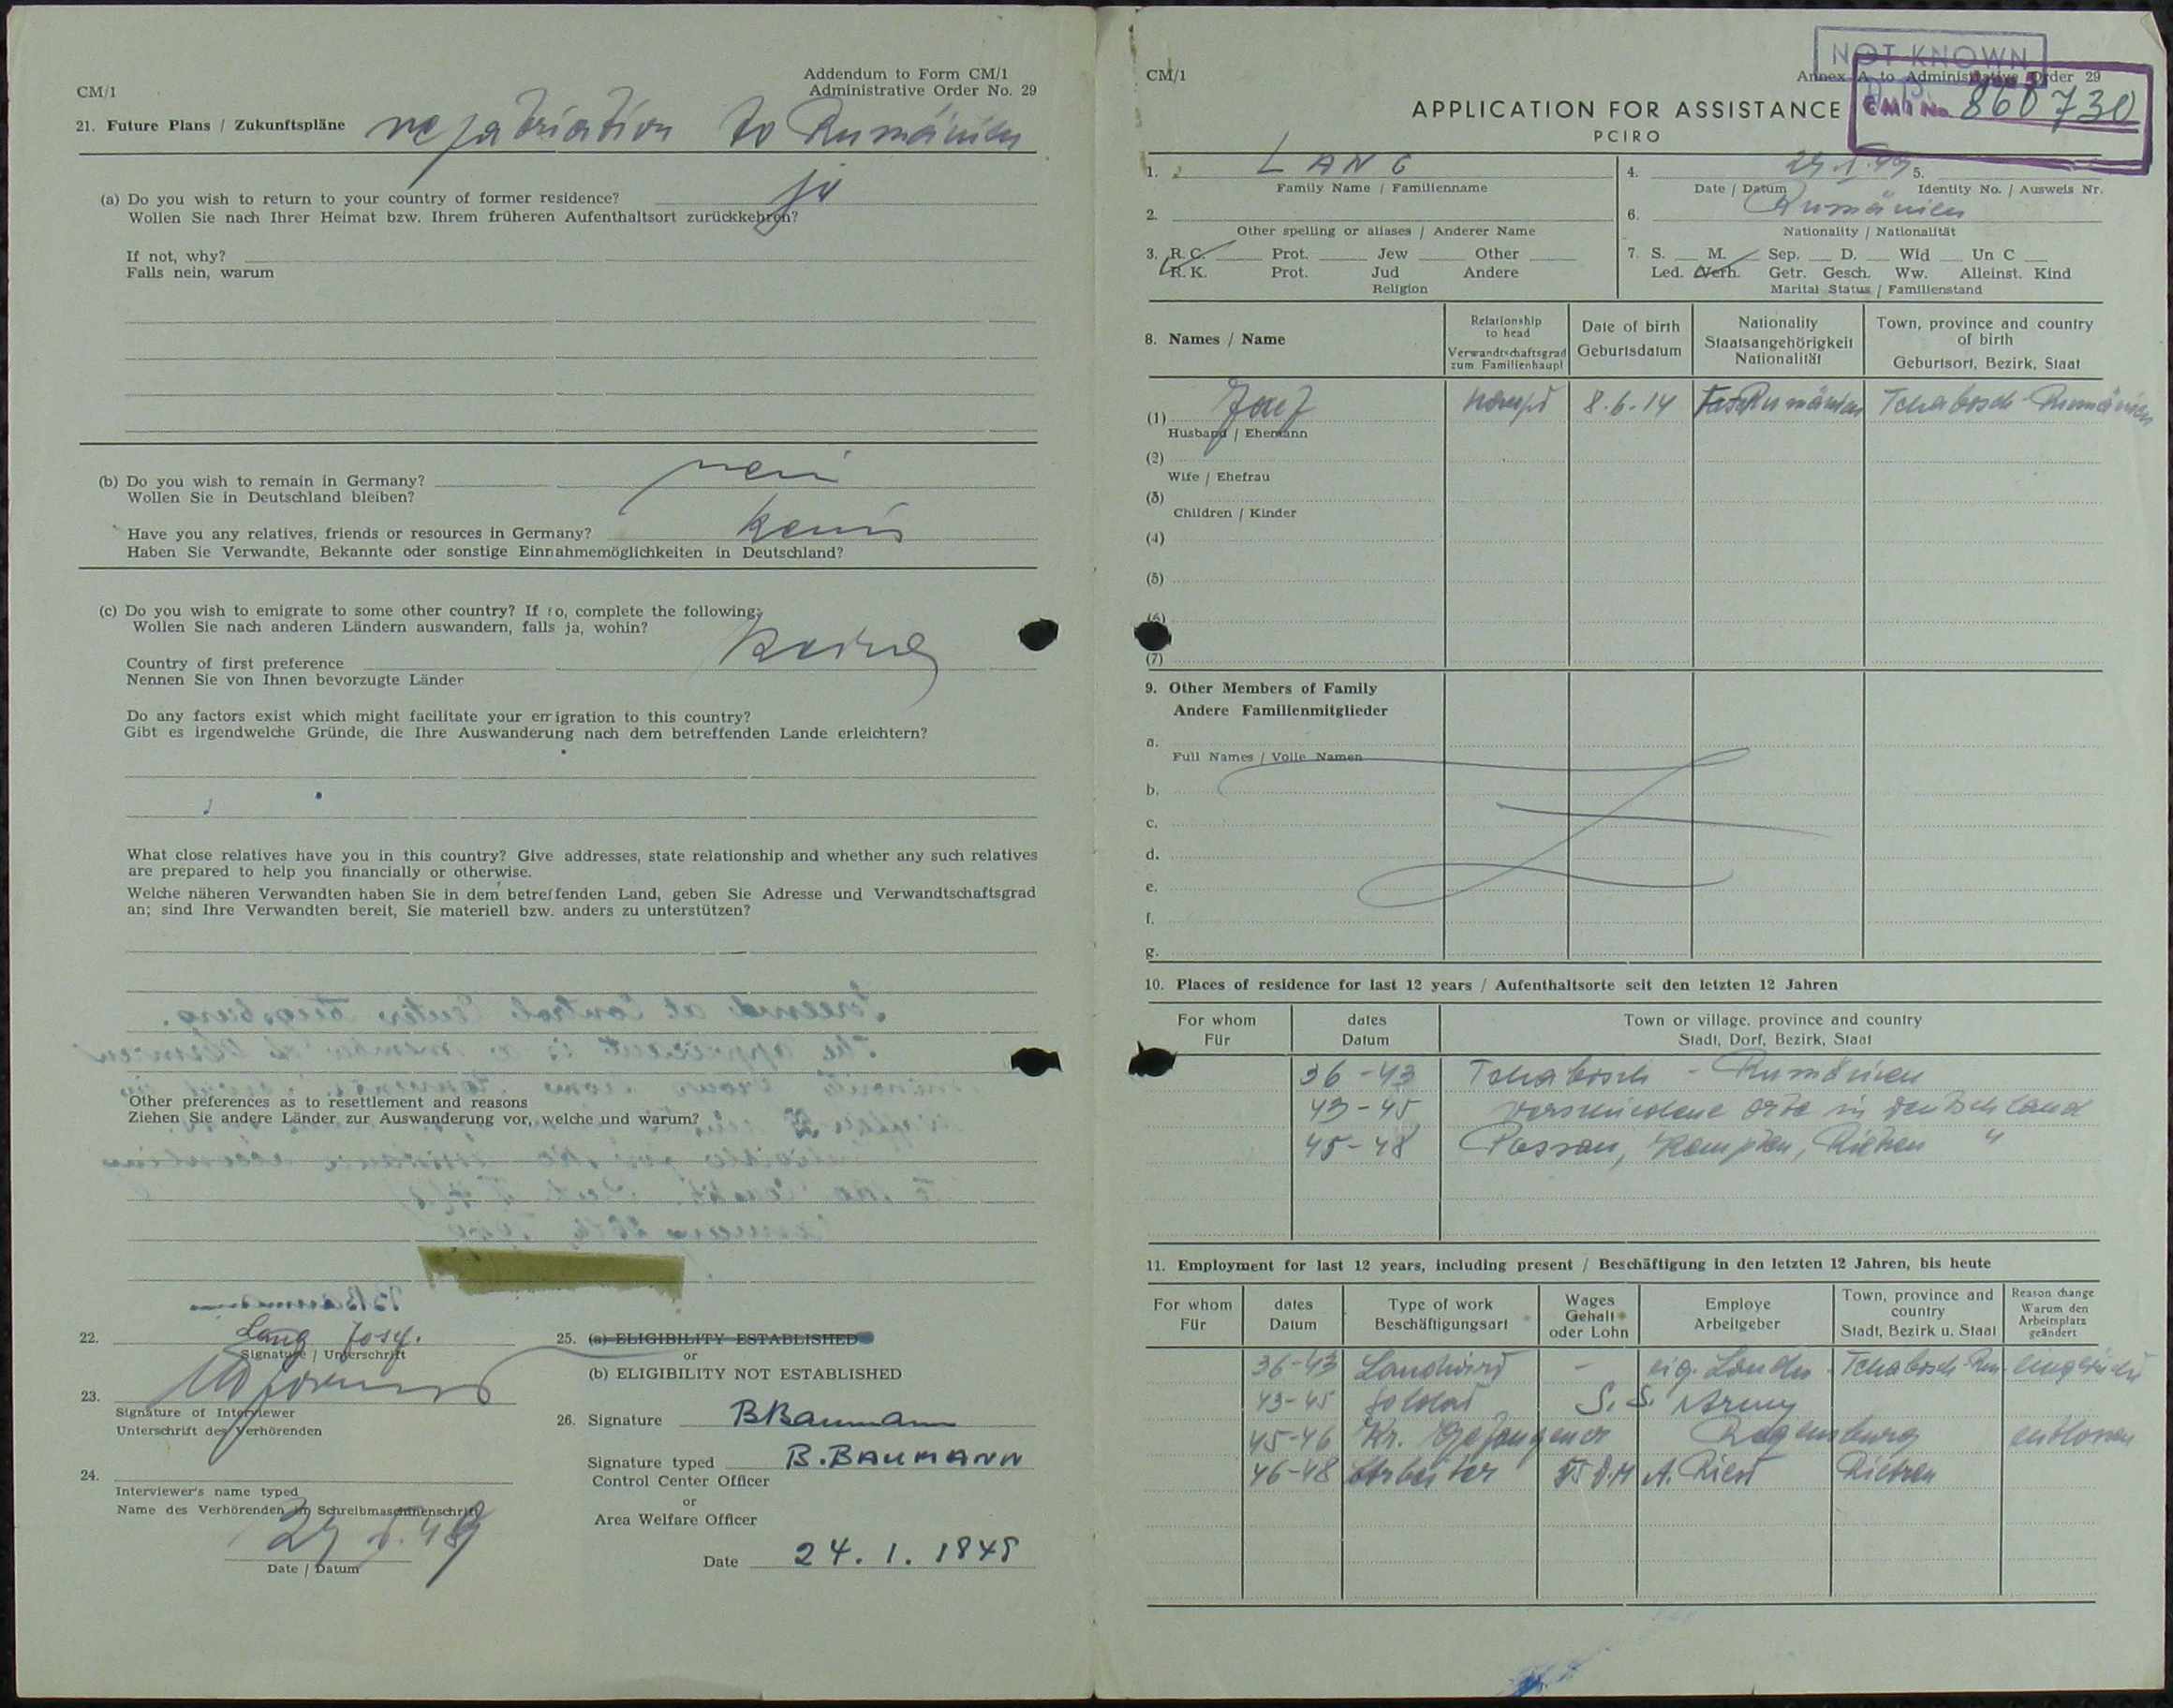 CM/1
Addendum to Form CM/1
Administrative Order No. 29
21. Future Plans / Zukunftspläne repatriation to Rumänien
(a) Do you wish to return to your country of former residence? ja
Wollen Sie nach Ihrer Heimat bzw. Ihrem früheren Aufenthaltsort zurückkehren?
If not, why?
Falls nein, warum
(b) Do you wish to remain in Germany? nein
Wollen Sie in Deutschland bleiben?
Have you any relatives, friends or resources in Germany? keins
Haben Sie Verwandte, Bekannte oder sonstige Einnahmemöglichkeiten in Deutschland?
(c) Do you wish to emigrate to some other country? If so, complete the following;
Wollen Sie nach anderen Ländern auswandern, falls ja, wohin?
Country of first preference keine
Nennen Sie von Ihnen bevorzugte Länder
Do any factors exist which might facilitate your emigration to this country?
Gibt es irgendwelche Gründe, die Ihre Auswanderung nach dem betreffenden Lande erleichtern?
What close relatives have you in this country? Give addresses, state relationship and whether any such relatives
are prepared to help you financially or otherwise.
Welche näheren Verwandten haben Sie in dem betreffenden Land, geben Sie Adresse und Verwandtschaftsgrad
an; sind Ihre Verwandten bereit, Sie materiell bzw. anders zu unterstützen?
Other preferences as to resettlement and reasons
Ziehen Sie andere Länder zur Auswanderung vor, welche und warum?
22. Lang Josef.
Signature / Unterschrift
23.
Signature of Interviewer
Unterschrift des Verhörenden
24.
Interviewer's name typed
Name des Verhörenden in Schreibmaschinenschrift
Date / Datum
25. (a) ELIGIBILITY ESTABLISHED
or
(b) ELIGIBILITY NOT ESTABLISHED
26. Signature BBaumann
Signature typed B. BAUMANN
Control Center Officer
or
Area Welfare Officer
Date 24. 1. 1848
CM/1
NOT KNOWN
Annex A to Administrative Order 29
APPLICATION FOR ASSISTANCE
PCIRO
CM/1 No. 860730
1. LANG
Family Name / Familienname
2.
Other spelling or aliases / Anderer Name
3. R. C. Prot. Jew Other
R. K. Prot. Jud Andere
Religion
4. 5.
Date / Datum Identity No. / Ausweis Nr.
6. Rumänien
Nationality / Nationalität
7. S. M. Sep. D. Wid Un C
Led. Verh. Getr. Gesch. Ww. Alleinst. Kind
Marital Status / Familienstand
8. Names / Name
Relationship to head
Verwandtschaftsgrad zum Familienhaupt
Date of birth
Geburtsdatum
Nationality
Staatsangehörigkeit
Nationalität
Town, province and country of birth
Geburtsort, Bezirk, Staat
(1) Josef Haupt 8.6.14 Rumänien Tchabosch Rumänien
Husband / Ehemann
(2)
Wife / Ehefrau
(3)
Children / Kinder
(4)
(5)
(6)
(7)
9. Other Members of Family
Andere Familienmitglieder
a.
Full Names / Volle Namen
b.
c.
d.
e.
f.
g.
10. Places of residence for last 12 years / Aufenthaltsorte seit den letzten 12 Jahren
For whom
Für
dates
Datum
Town or village, province and country
Stadt, Dorf, Bezirk, Staat
36-43 Tchabosch - Rumänien
43-45 verschiedene Orte in Deutschland
45-48 Passau, Kempten, "
11. Employment for last 12 years, including present / Beschäftigung in den letzten 12 Jahren, bis heute
For whom
Für
dates
Datum
Type of work
Beschäftigungsart
Wages
Gehalt
oder Lohn
Employe
Arbeitgeber
Town, province and country
Stadt, Bezirk u. Staat
Reason change
Warum den Arbeitsplatz geändert
36-43 Landwird - eig. Landw. Tchabosch Rum. eingerückt
43-45 Soldat S.S. Army
45-46 Kr. Gefangener Regensburg entlassen
46-48 Arbeiter